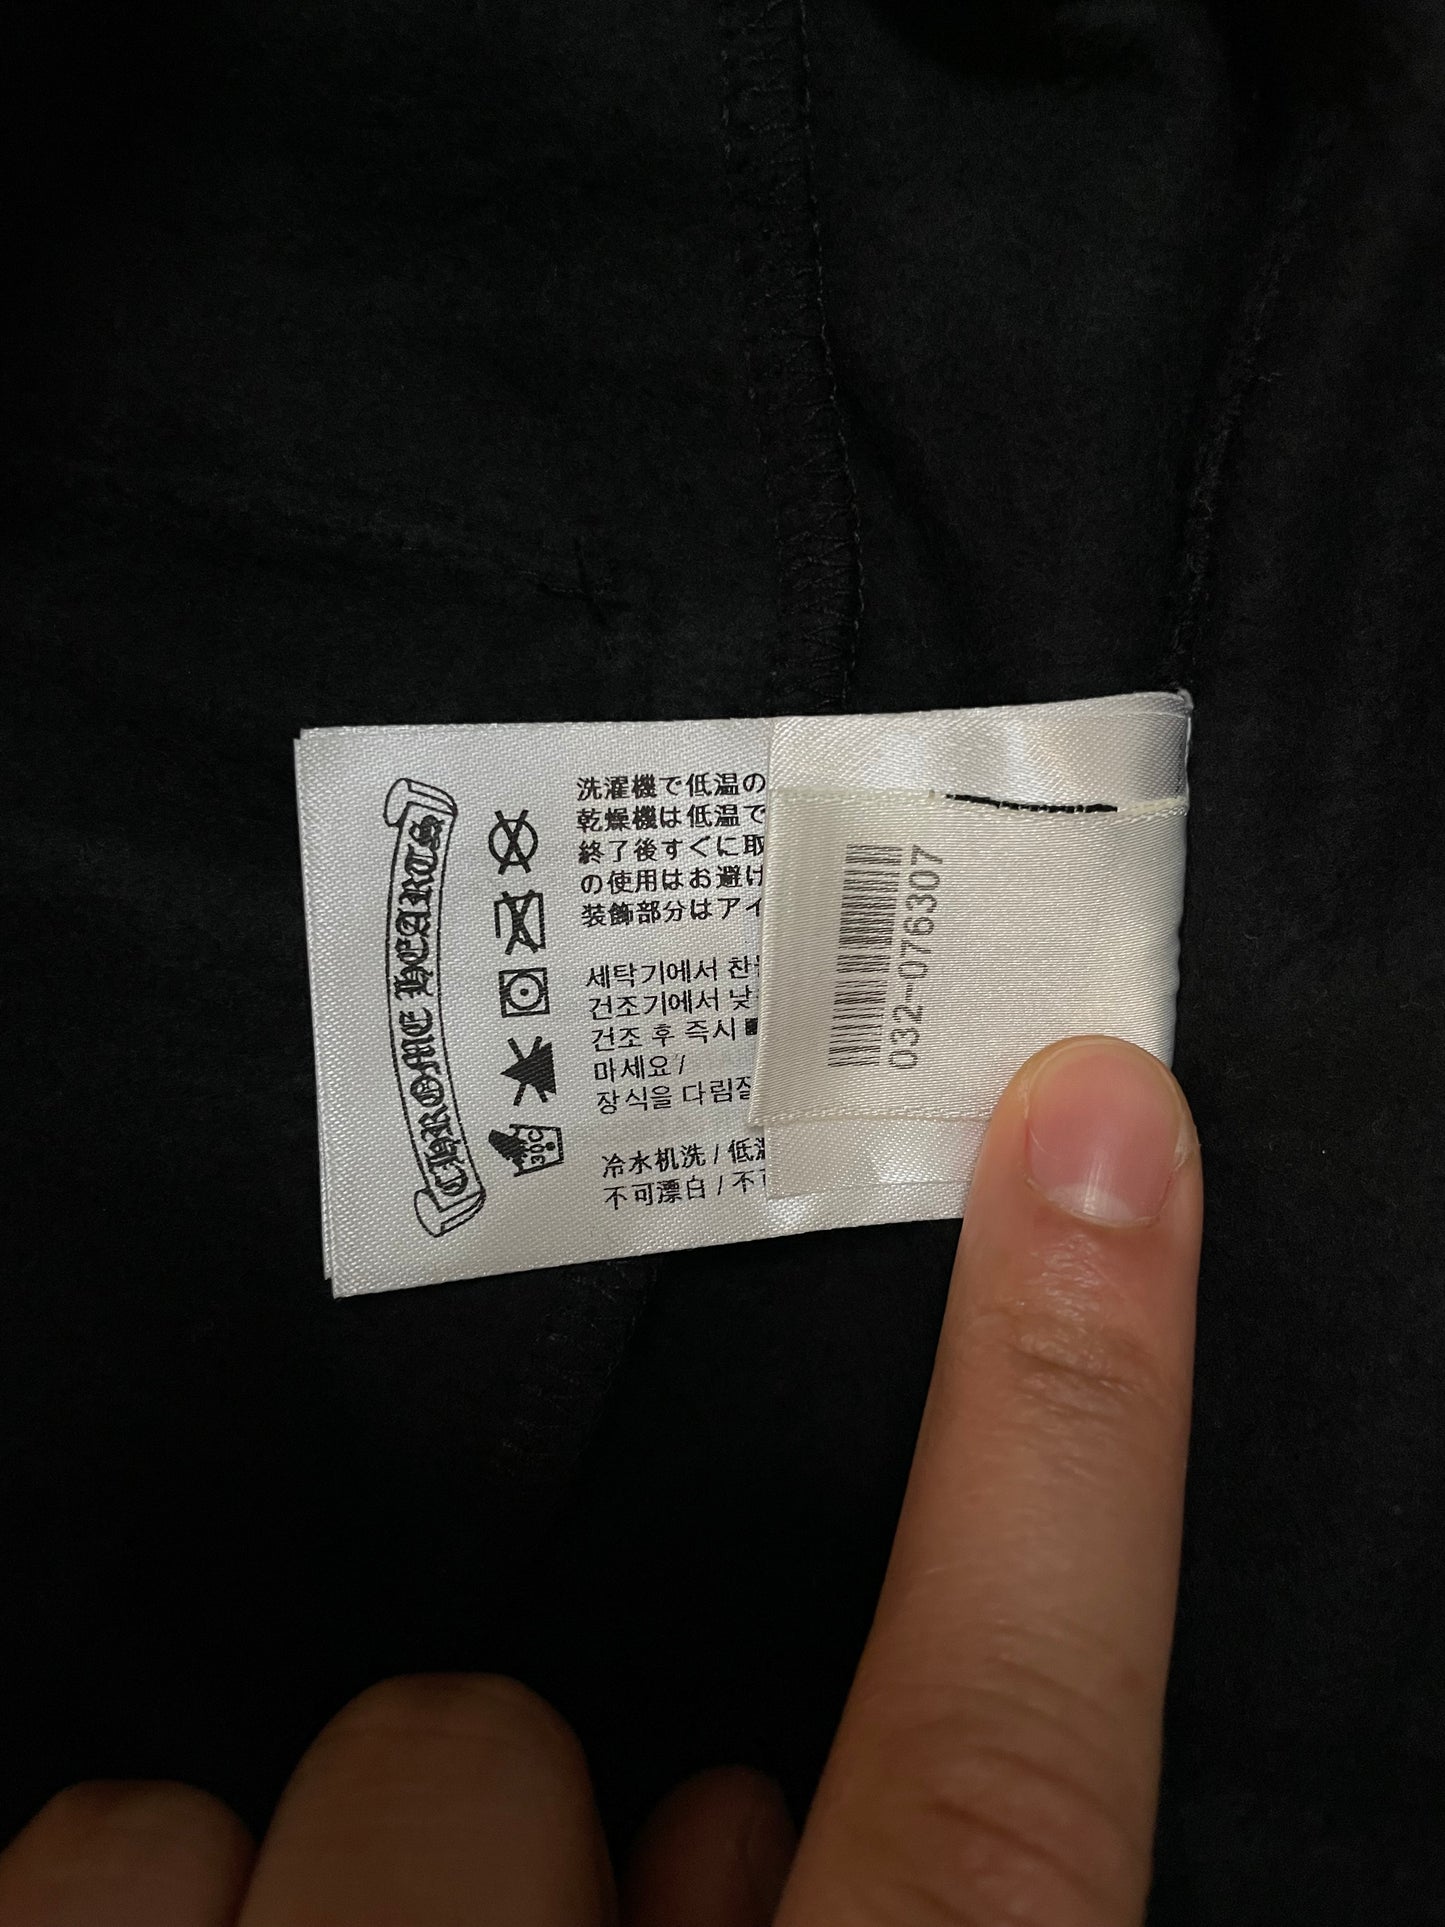 CHROME HEARTS
洗濯機で低温の
乾燥機は低温で
終了後すぐに取
の使用はお避け
装飾部分はアイ
세탁기에서 찬
건조기에서 낮
건조 후 즉시
마세요 /
장식을 다림질
冷水机洗 / 低温
不可漂白 / 不可
30C
032-076307